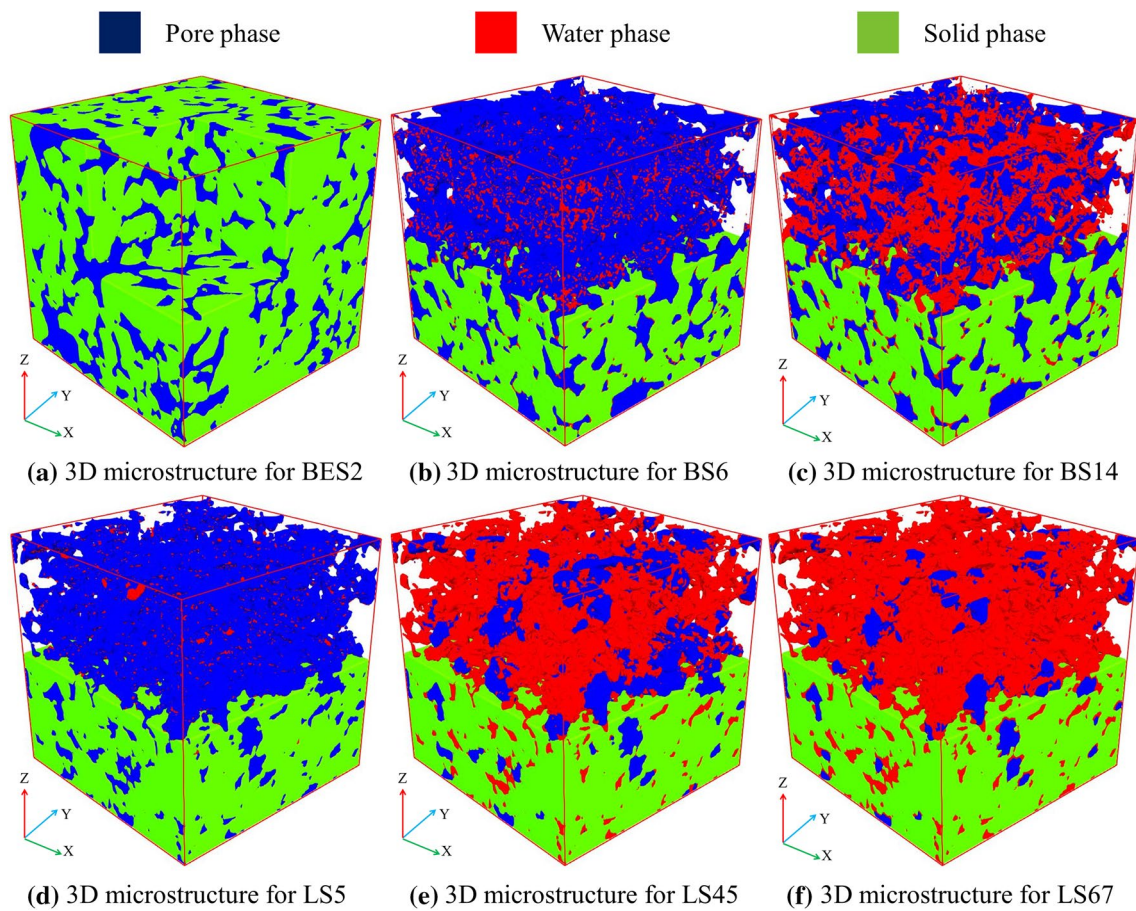 Pore phase
Water phase
Solid phase
Z
Y
X
Z
Y
X
Z
Y
X
(a) 3D microstructure for BES2
(b) 3D microstructure for BS6
(c) 3D microstructure for BS14
Z
Y
X
Z
Y
X
Z
Y
X
(d) 3D microstructure for LS5
(e) 3D microstructure for LS45
(f) 3D microstructure for LS67